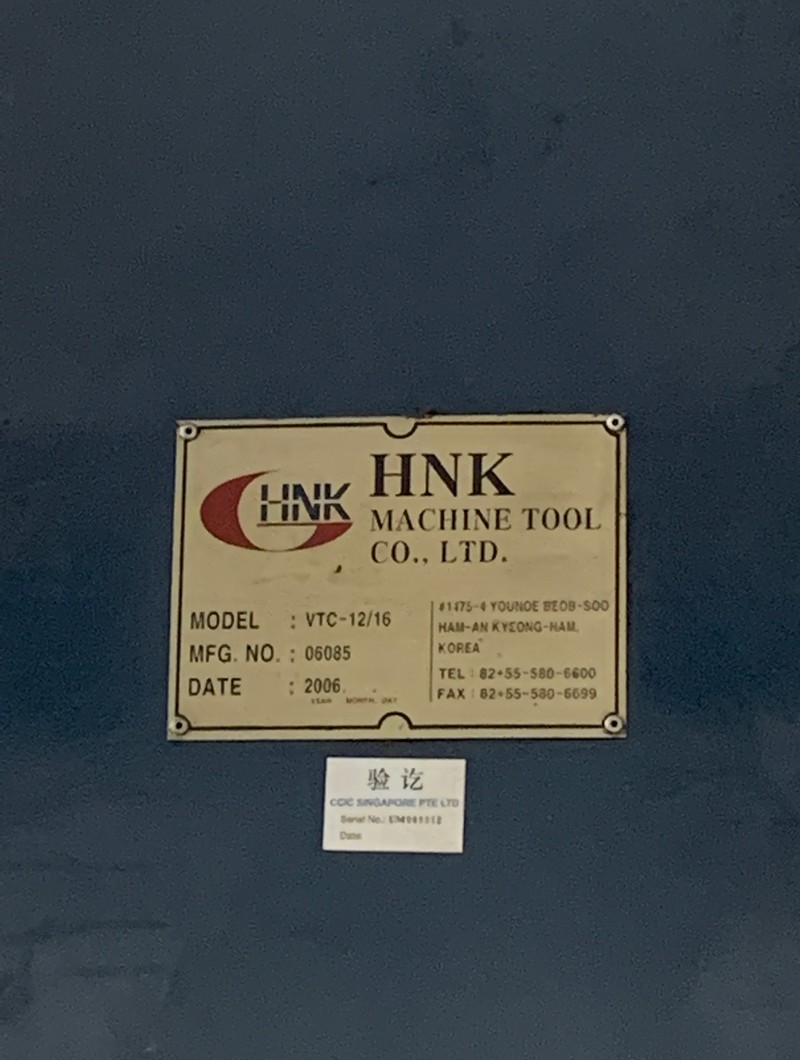 HNK
HNK
MACHINE TOOL
CO., LTD.
MODEL : VTC-12/16
MFG. NO. : 06085
DATE : 2006.
YEAR MONTH. DAY
#1475-4 YOUNOE BEOB-SOO
HAM-AN KYEONG-NAM,
KOREA
TEL : 82+55-580-6600
FAX : 82+55-580-6699
验讫
CCIC SINGAPORE PTE LTD
Serial No.:
Date